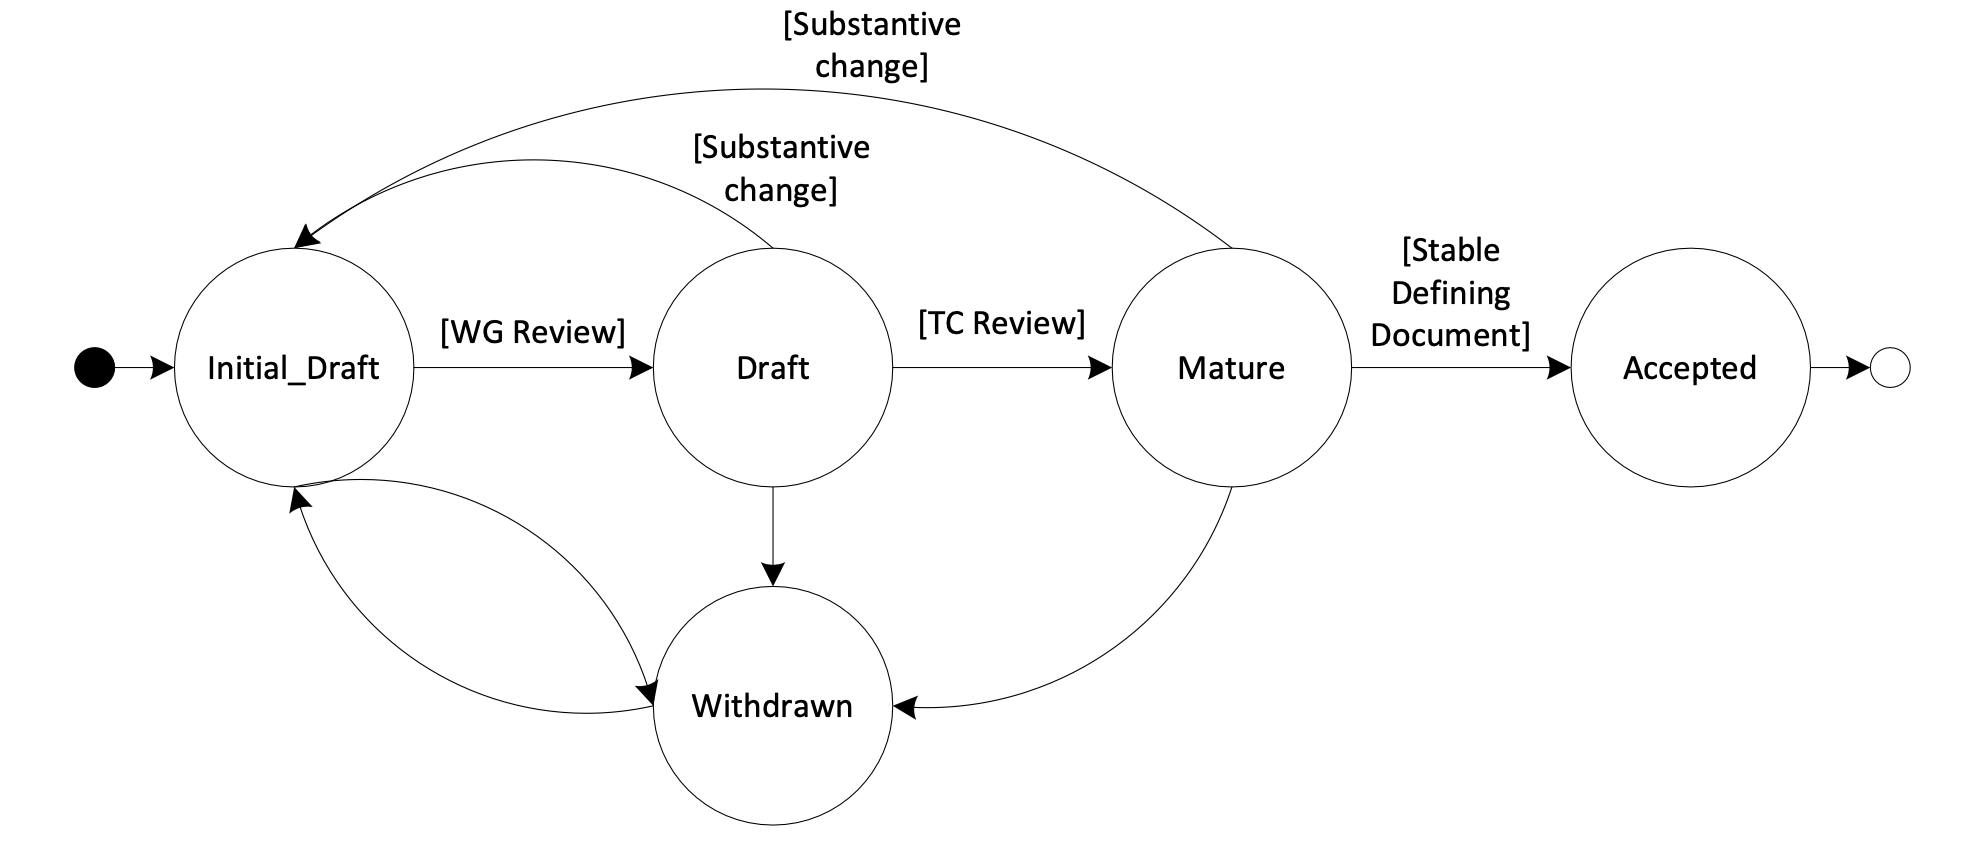 [Substantive
change]
[Substantive
change]
[Stable
Defining
Document]
[WG Review]
[TC Review]
Initial_Draft
Draft
Mature
Accepted
Withdrawn